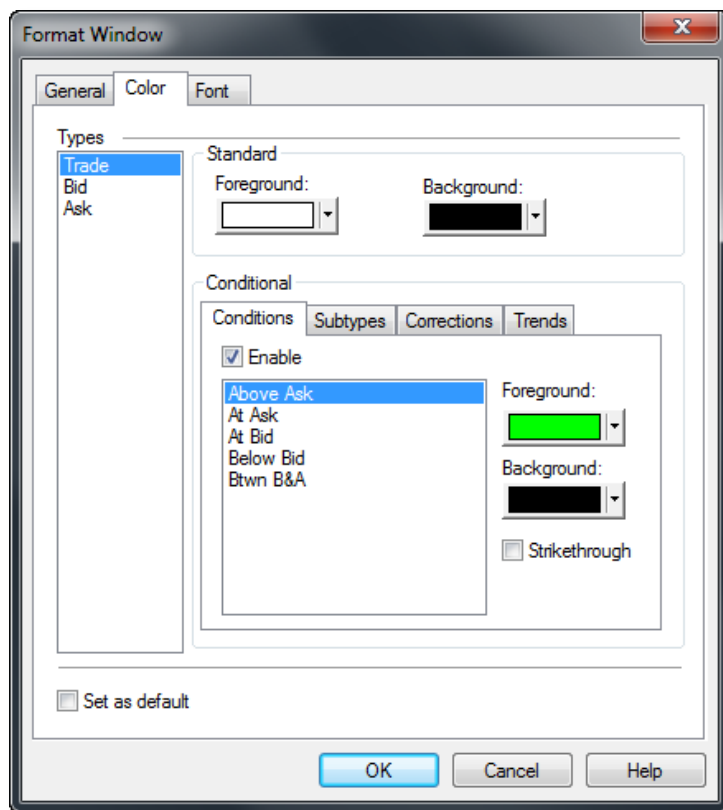 Format Window
General Color Font
Types
Trade
Bid
Ask
Standard
Foreground: Background:
Conditional
Conditions Subtypes Corrections Trends
Enable
Above Ask
At Ask
At Bid
Below Bid
Btwn B&A
Foreground:
Background:
Strikethrough
Set as default
OK Cancel Help